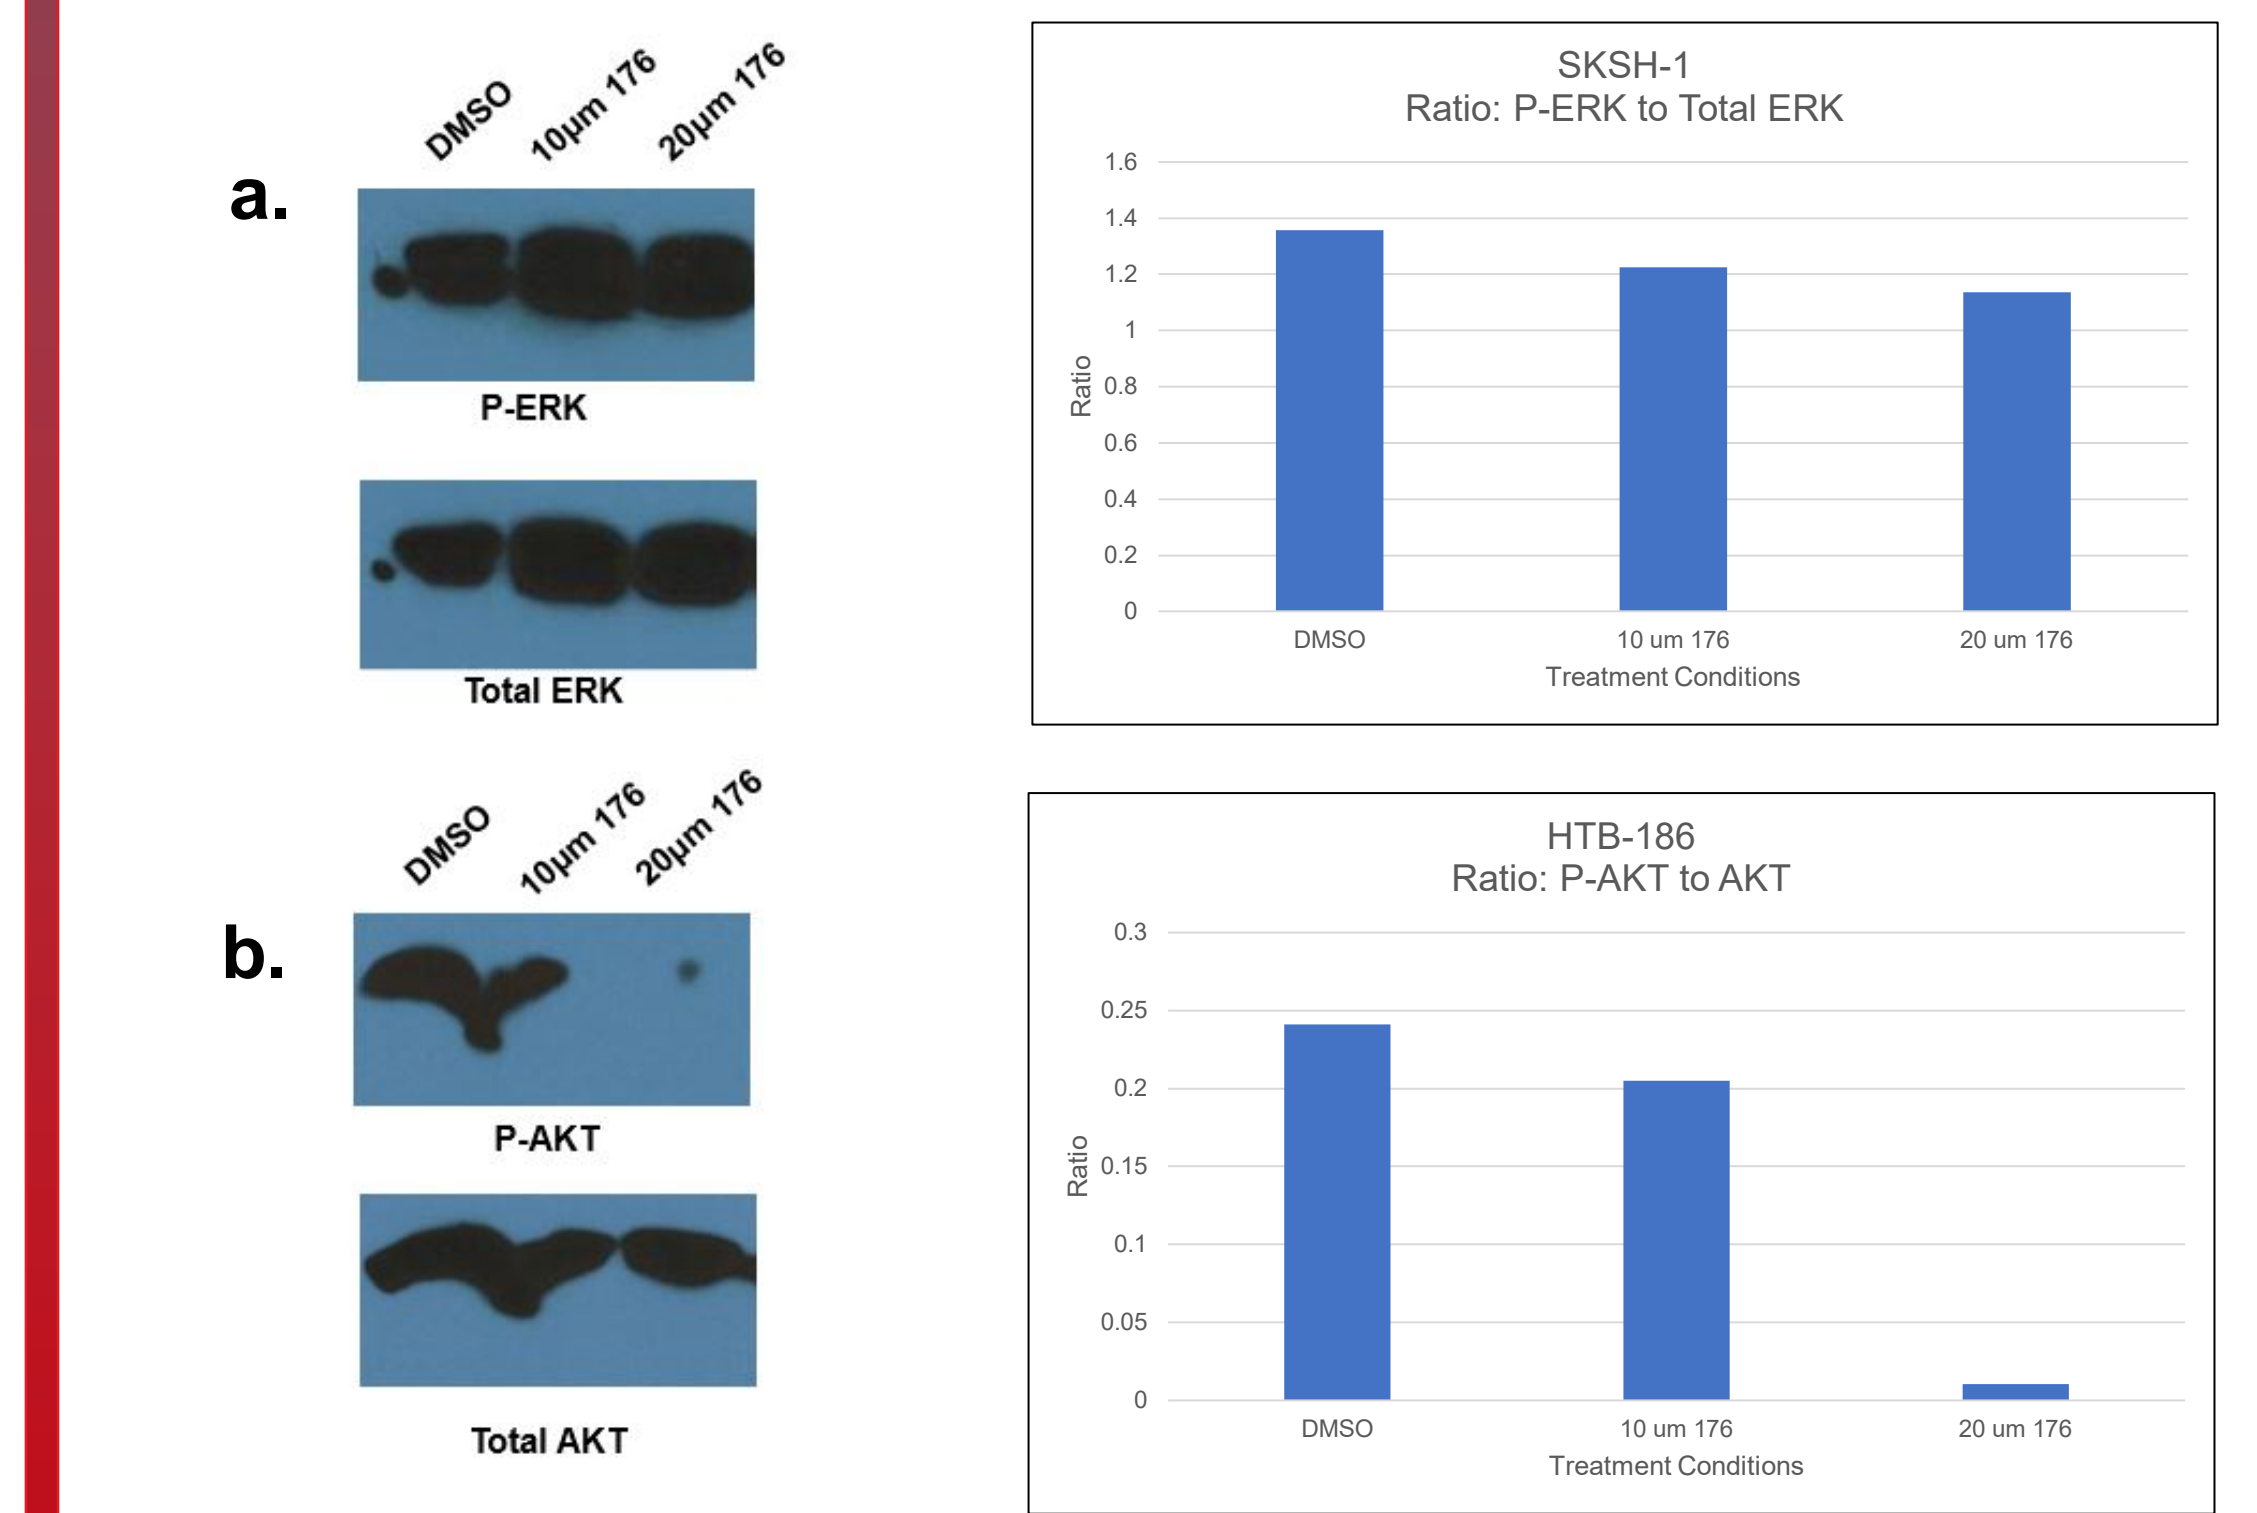 a.
DMSO
10µm 176
20µm 176
P-ERK
Total ERK
SKSH-1
Ratio: P-ERK to Total ERK
1.6
1.4
1.2
1
0.8
0.6
0.4
0.2
0
Ratio
DMSO
10 um 176
20 um 176
Treatment Conditions
b.
DMSO
10µm 176
20µm 176
P-AKT
Total AKT
HTB-186
Ratio: P-AKT to AKT
0.3
0.25
0.2
0.15
0.1
0.05
0
Ratio
DMSO
10 um 176
20 um 176
Treatment Conditions